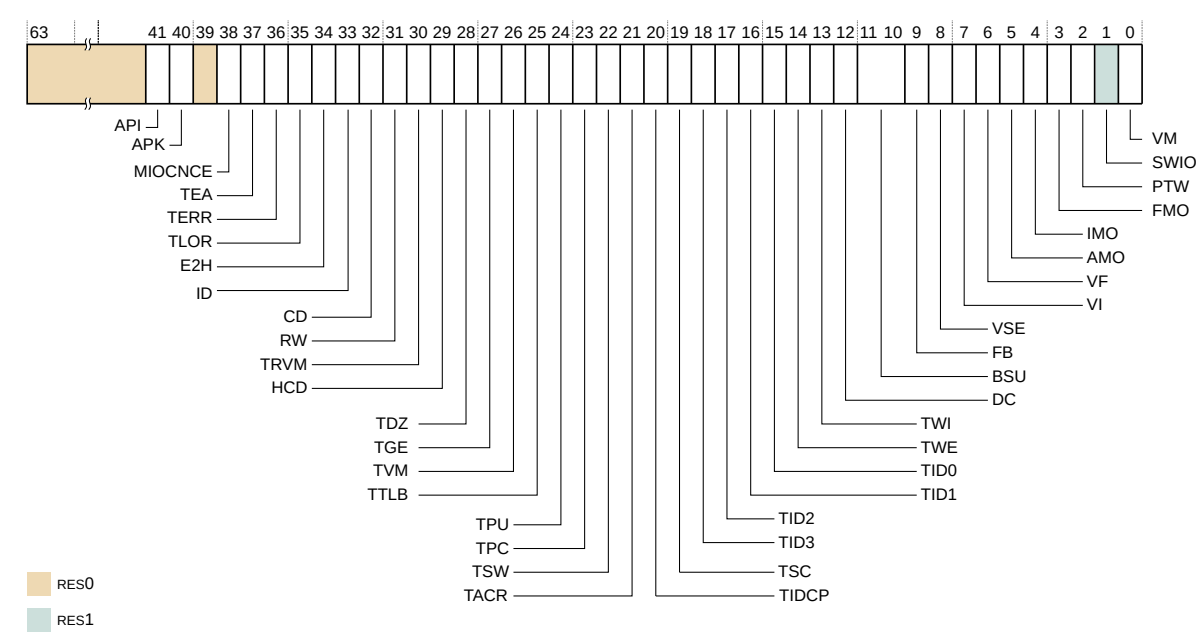 63 41 40 39 38 37 36 35 34 33 32 31 30 29 28 27 26 25 24 23 22 21 20 19 18 17 16 15 14 13 12 11 10 9 8 7 6 5 4 3 2 1 0
API
APK
MIOCNCE
TEA
TERR
TLOR
E2H
ID
CD
RW
TRVM
HCD
TDZ
TGE
TVM
TTLB
TPU
TPC
TSW
TACR
VM
SWIO
PTW
FMO
IMO
AMO
VF
VI
VSE
FB
BSU
DC
TWI
TWE
TID0
TID1
TID2
TID3
TSC
TIDCP
RES0
RES1